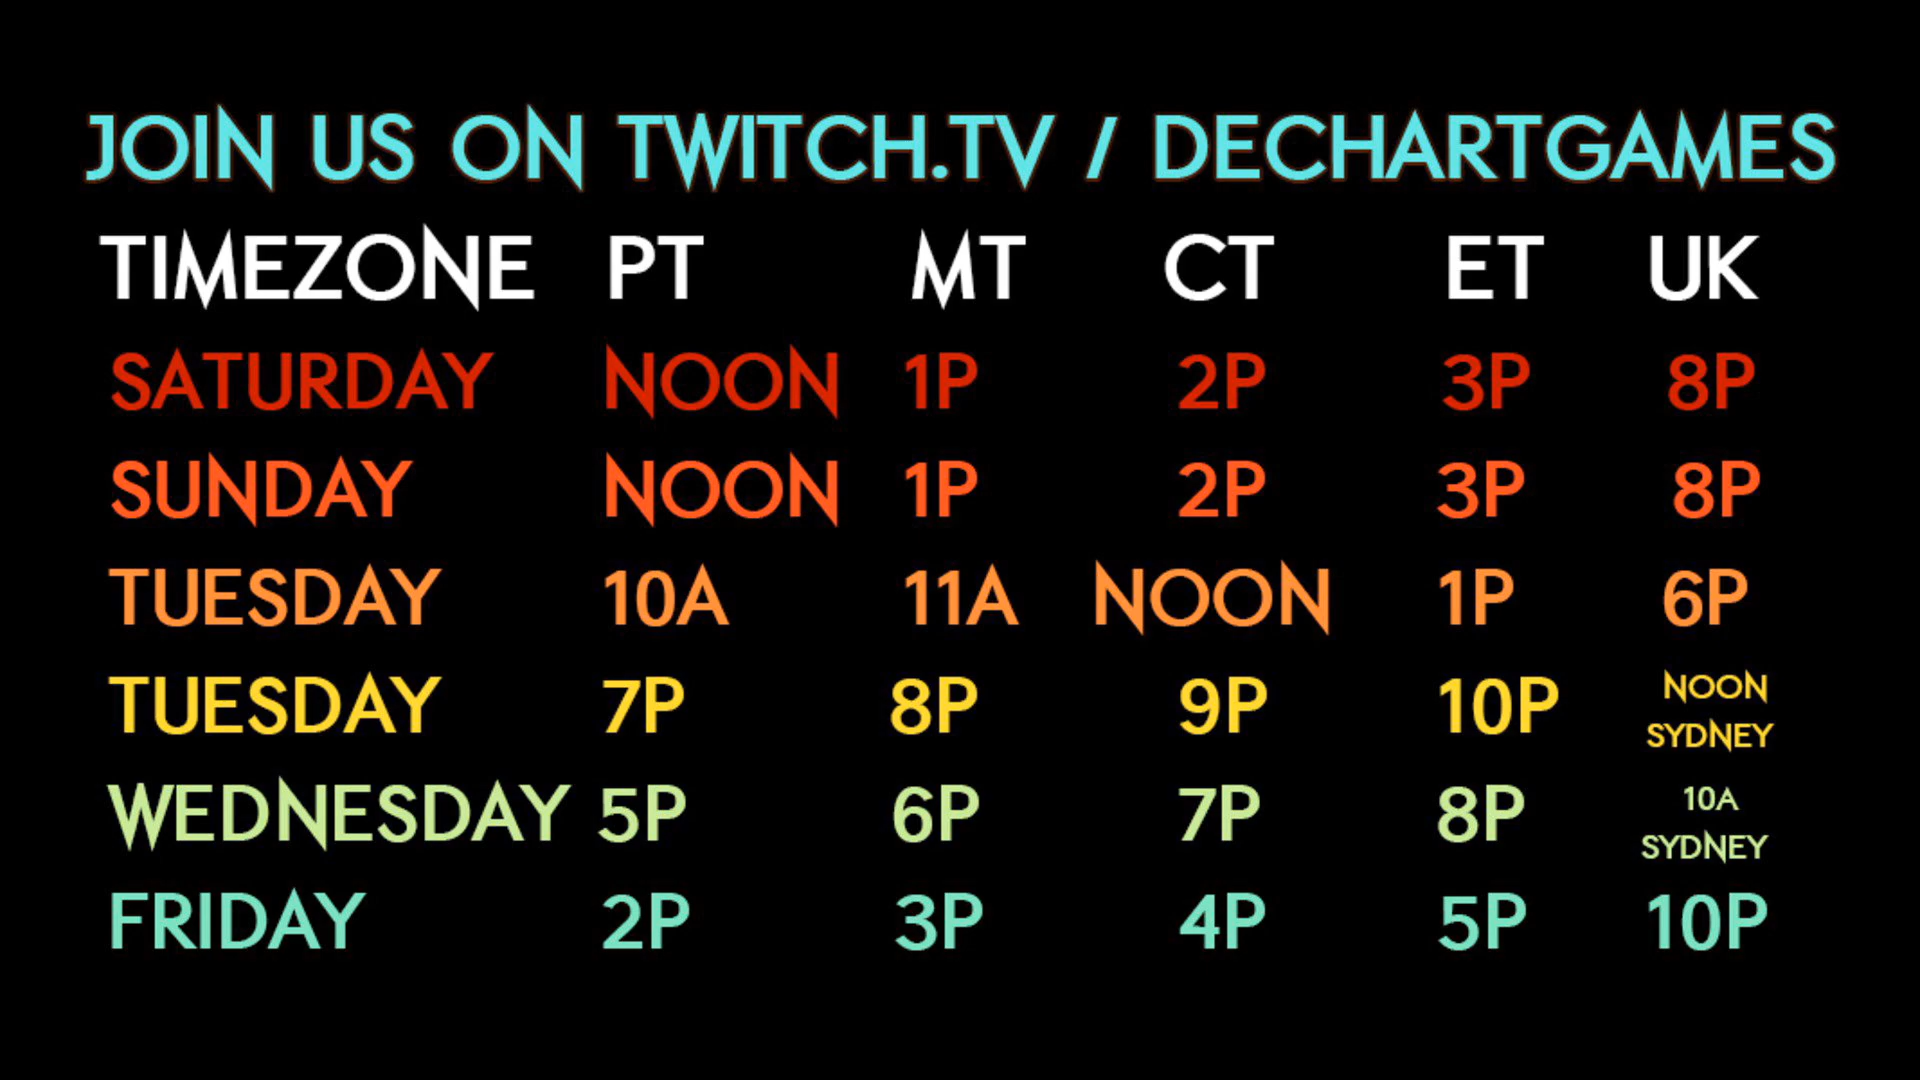 JOIN US ON TWITCH.TV / DECHARTGAMES
TIMEZONE PT MT CT ET UK
SATURDAY NOON 1P 2P 3P 8P
SUNDAY NOON 1P 2P 3P 8P
TUESDAY 10A 11A NOON 1P 6P
TUESDAY 7P 8P 9P 10P NOON SYDNEY
WEDNESDAY 5P 6P 7P 8P 10A SYDNEY
FRIDAY 2P 3P 4P 5P 10P